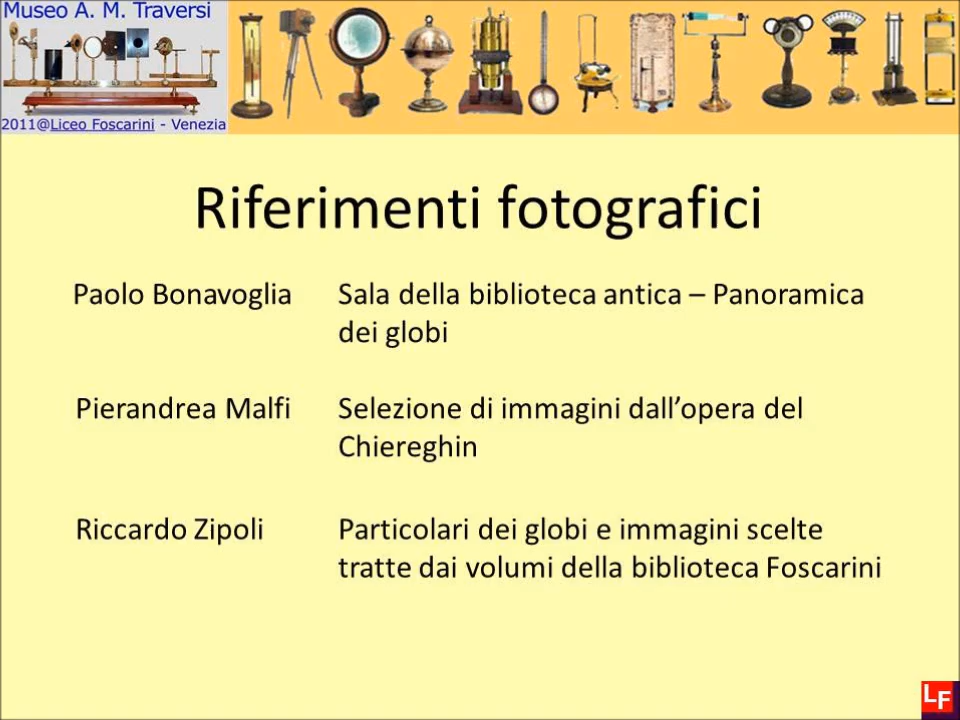 Museo A. M. Traversi
2011@Liceo Foscarini - Venezia
Riferimenti fotografici
Paolo Bonavoglia
Sala della biblioteca antica – Panoramica
dei globi
Pierandrea Malfi
Selezione di immagini dall’opera del
Chiereghin
Riccardo Zipoli
Particolari dei globi e immagini scelte
tratte dai volumi della biblioteca Foscarini
LF